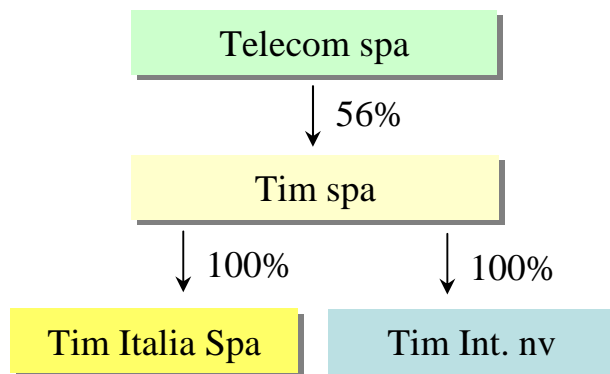 Telecom spa
56%
Tim spa
100%
100%
Tim Italia Spa
Tim Int. nv